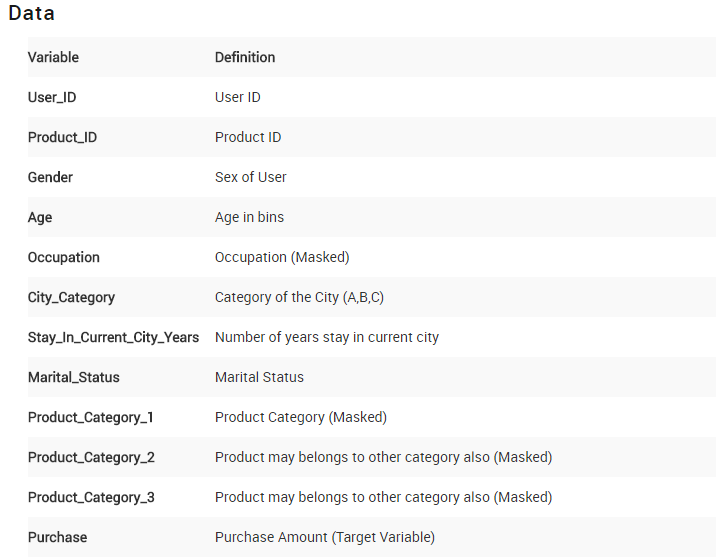 Data
Variable Definition
User_ID User ID
Product_ID Product ID
Gender Sex of User
Age Age in bins
Occupation Occupation (Masked)
City_Category Category of the City (A,B,C)
Stay_In_Current_City_Years Number of years stay in current city
Marital_Status Marital Status
Product_Category_1 Product Category (Masked)
Product_Category_2 Product may belongs to other category also (Masked)
Product_Category_3 Product may belongs to other category also (Masked)
Purchase Purchase Amount (Target Variable)